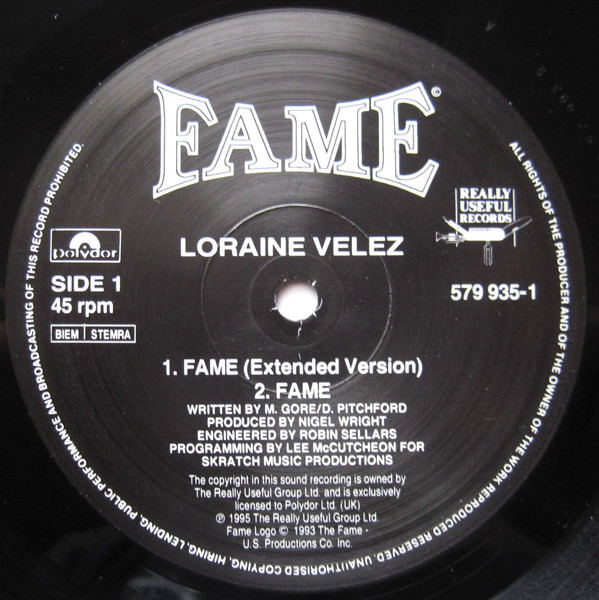 FAME©
REALLY
USEFUL
RECORDS
polydor
LORAINE VELEZ
SIDE 1
45 rpm
579 935-1
BIEM STEMRA
1. FAME (Extended Version)
2. FAME
WRITTEN BY M. GORE/D. PITCHFORD
PRODUCED BY NIGEL WRIGHT
ENGINEERED BY ROBIN SELLARS
PROGRAMMING BY LEE McCUTCHEON FOR
SKRATCH MUSIC PRODUCTIONS
The copyright in this sound recording is owned by
The Really Useful Group Ltd. and is exclusively
licensed to Polydor Ltd. (UK)
℗ 1995 The Really Useful Group Ltd.
Fame Logo © 1993 The Fame -
U.S. Productions Co. Inc.
ALL RIGHTS OF THE PRODUCER AND OF THE OWNER OF THE WORK REPRODUCED RESERVED. UNAUTHORISED COPYING, HIRING, LENDING, PUBLIC PERFORMANCE AND BROADCASTING OF THIS RECORD PROHIBITED.